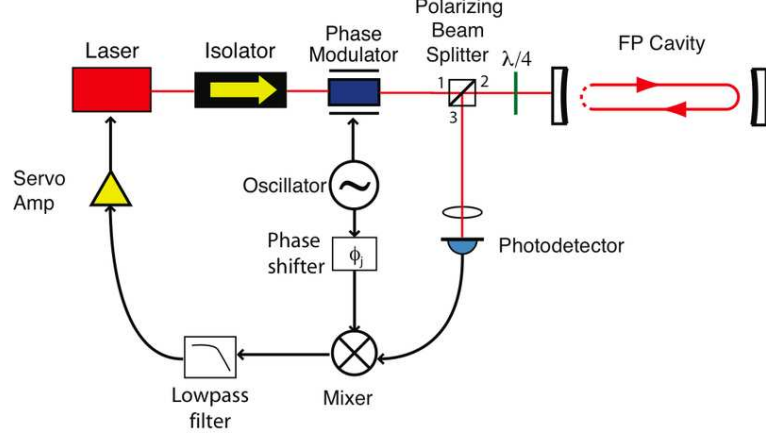 Polarizing
Beam
Splitter
Phase
Modulator
Laser
Isolator
λ/4
FP Cavity
1
2
3
Servo
Amp
Oscillator
Phase
shifter
ϕj
Photodetector
Lowpass
filter
Mixer